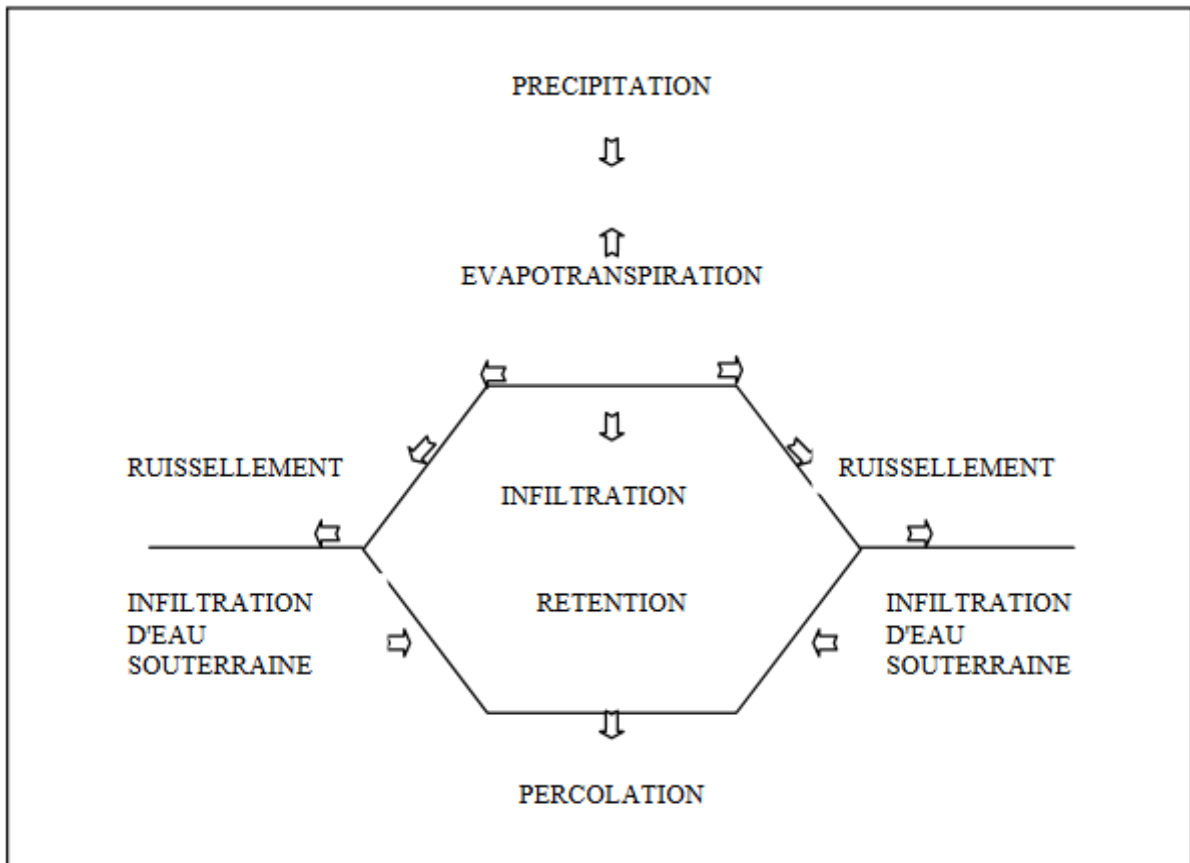 PRECIPITATION
EVAPOTRANSPIRATION
RUISSELLEMENT
RUISSELLEMENT
INFILTRATION
INFILTRATION
D'EAU
SOUTERRAINE
RETENTION
INFILTRATION
D'EAU
SOUTERRAINE
PERCOLATION